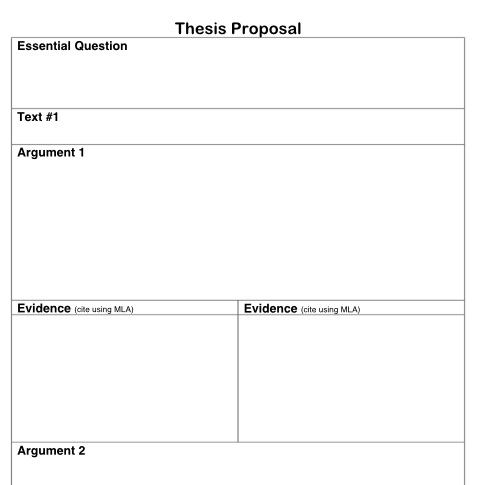 Thesis Proposal
Essential Question
Text #1
Argument 1
Evidence (cite using MLA)
Evidence (cite using MLA)
Argument 2